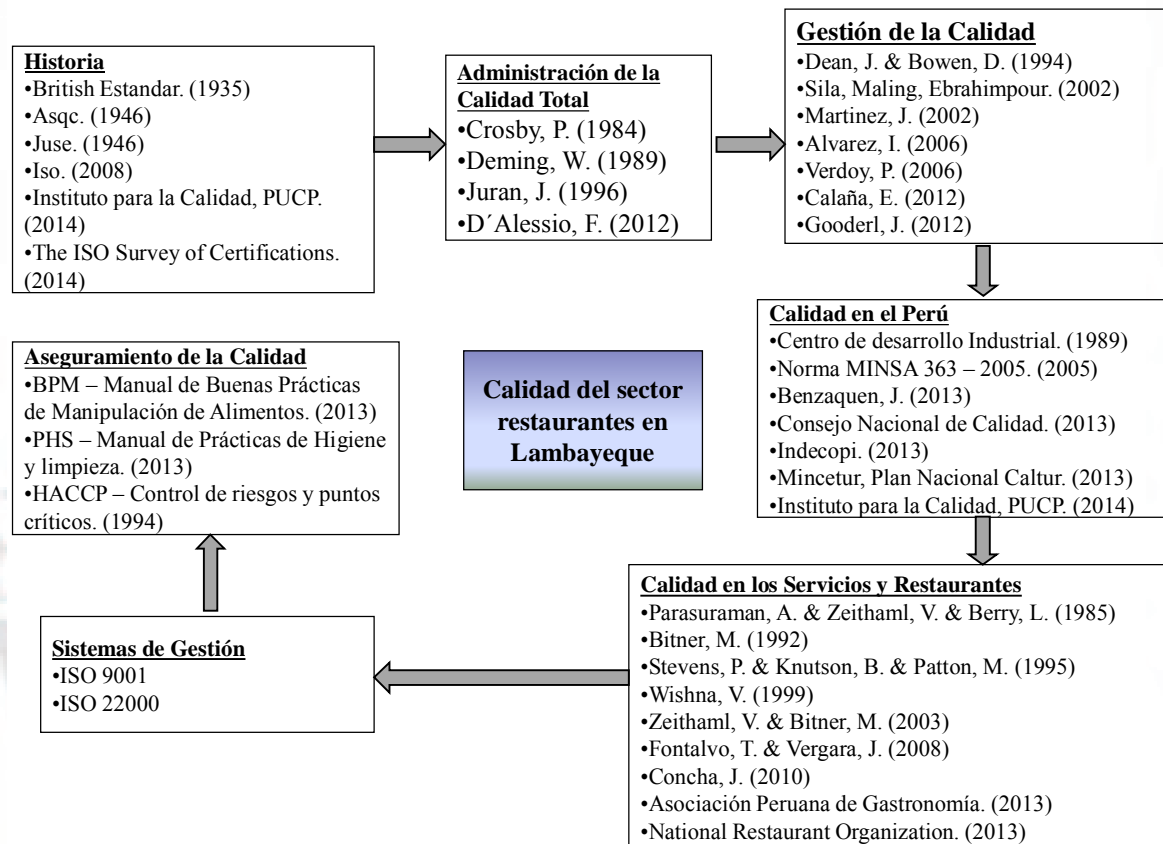 Historia
•British Estandar. (1935)
•Asqc. (1946)
•Juse. (1946)
•Iso. (2008)
•Instituto para la Calidad, PUCP.
(2014)
•The ISO Survey of Certifications.
(2014)
Administración de la
Calidad Total
•Crosby, P. (1984)
•Deming, W. (1989)
•Juran, J. (1996)
•D´Alessio, F. (2012)
Gestión de la Calidad
•Dean, J. & Bowen, D. (1994)
•Sila, Maling, Ebrahimpour. (2002)
•Martinez, J. (2002)
•Alvarez, I. (2006)
•Verdoy, P. (2006)
•Calaña, E. (2012)
•Gooderl, J. (2012)
Calidad en el Perú
•Centro de desarrollo Industrial. (1989)
•Norma MINSA 363 – 2005. (2005)
•Benzaquen, J. (2013)
•Consejo Nacional de Calidad. (2013)
•Indecopi. (2013)
•Mincetur, Plan Nacional Caltur. (2013)
•Instituto para la Calidad, PUCP. (2014)
Calidad del sector
restaurantes en
Lambayeque
Calidad en los Servicios y Restaurantes
•Parasuraman, A. & Zeithaml, V. & Berry, L. (1985)
•Bitner, M. (1992)
•Stevens, P. & Knutson, B. & Patton, M. (1995)
•Wishna, V. (1999)
•Zeithaml, V. & Bitner, M. (2003)
•Fontalvo, T. & Vergara, J. (2008)
•Concha, J. (2010)
•Asociación Peruana de Gastronomía. (2013)
•National Restaurant Organization. (2013)
Sistemas de Gestión
•ISO 9001
•ISO 22000
Aseguramiento de la Calidad
•BPM – Manual de Buenas Prácticas
de Manipulación de Alimentos. (2013)
•PHS – Manual de Prácticas de Higiene
y limpieza. (2013)
•HACCP – Control de riesgos y puntos
críticos. (1994)